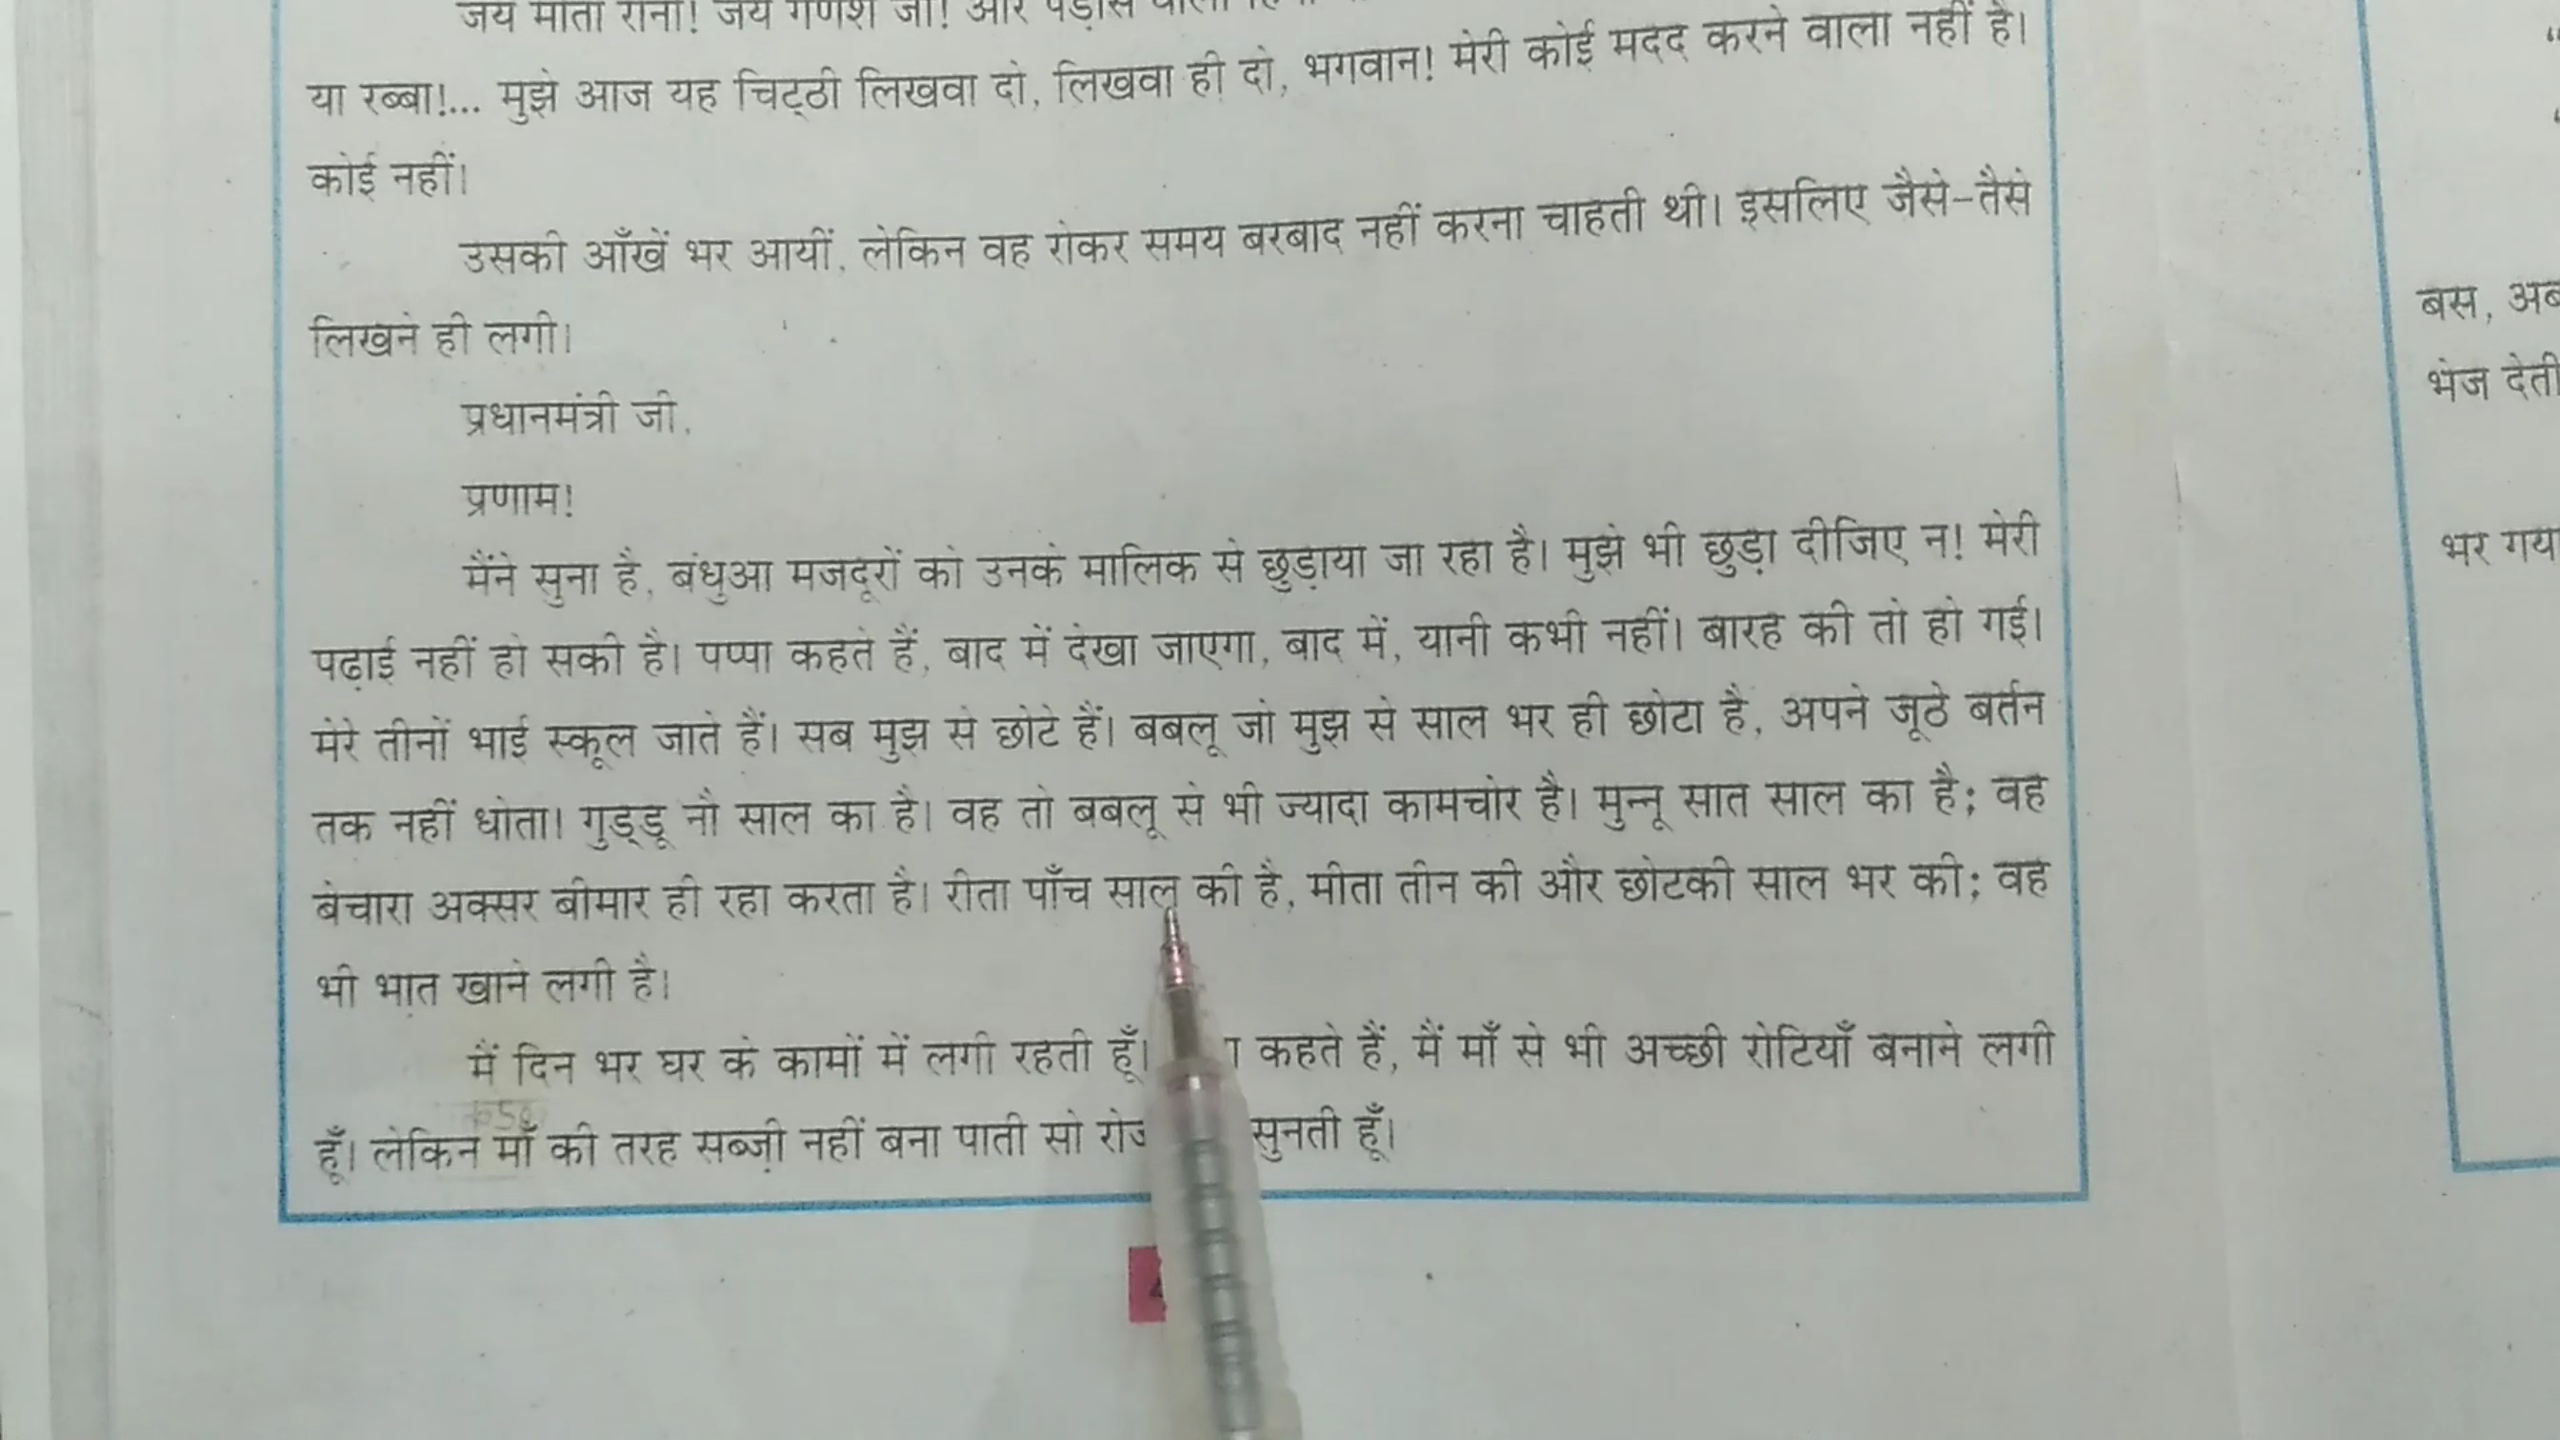 जय माता रानी! जय गणेश जी! और पड़ोस
या रब्बा!... मुझे आज यह चिट्ठी लिखवा दो, लिखवा ही दो, भगवान! मेरी कोई मदद करने वाला नहीं है।
कोई नहीं।
उसकी आँखें भर आयीं, लेकिन वह रोकर समय बरबाद नहीं करना चाहती थी। इसलिए जैसे-तैसे
लिखने ही लगी।
प्रधानमंत्री जी,
प्रणाम!
मैंने सुना है, बंधुआ मजदूरों को उनके मालिक से छुड़ाया जा रहा है। मुझे भी छुड़ा दीजिए न! मेरी
पढ़ाई नहीं हो सकी है। पप्पा कहते हैं, बाद में देखा जाएगा, बाद में, यानी कभी नहीं। बारह की तो हो गई।
मेरे तीनों भाई स्कूल जाते हैं। सब मुझ से छोटे हैं। बबलू जो मुझ से साल भर ही छोटा है, अपने जूठे बर्तन
तक नहीं धोता। गुड्डू नौ साल का है। वह तो बबलू से भी ज्यादा कामचोर है। मुन्नू सात साल का है; वह
बेचारा अक्सर बीमार ही रहा करता है। रीता पाँच साल की है, मीता तीन की और छोटकी साल भर की; वह
भी भात खाने लगी है।
मैं दिन भर घर के कामों में लगी रहती हूँ। कहते हैं, मैं माँ से भी अच्छी रोटियाँ बनाने लगी
हूँ। लेकिन माँ की तरह सब्ज़ी नहीं बना पाती सो सुनती हूँ।
बस,
भेज देती
भर